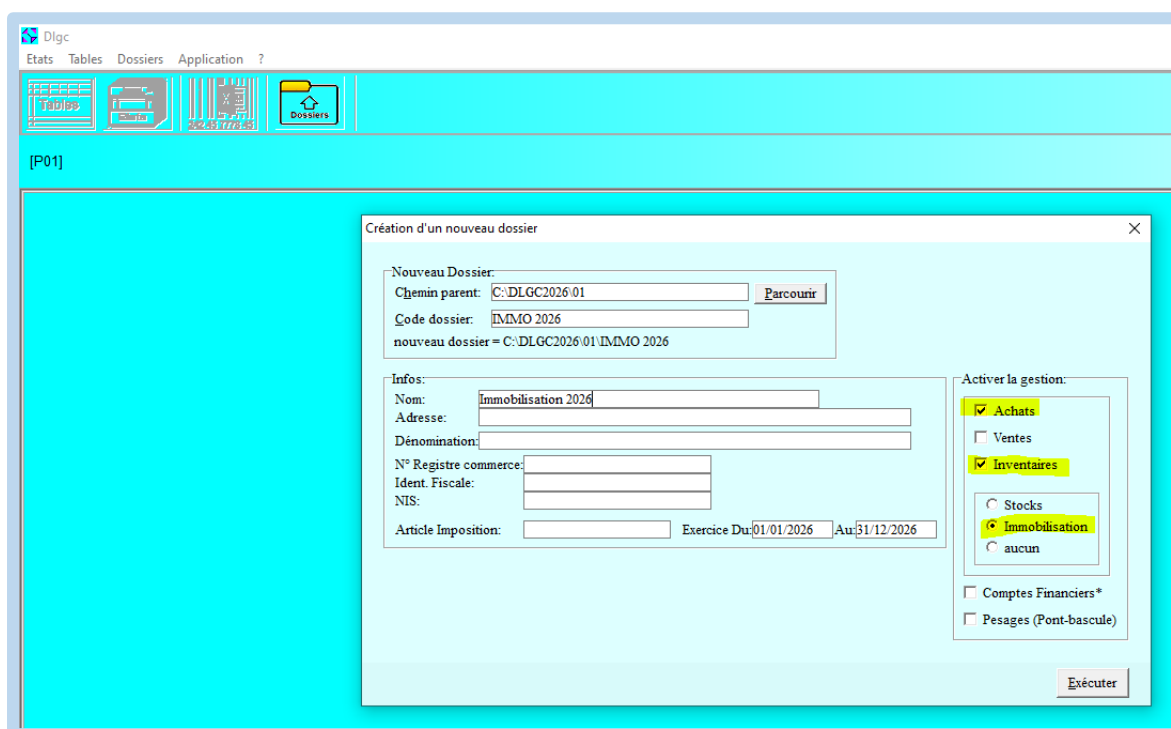 Dlgc
Etats Tables Dossiers Application ?
Tables
Dossiers
[P01]
Création d'un nouveau dossier
Nouveau Dossier:
Chemin parent: C:\DLGC2026\01 Parcourir
Code dossier: IMMO 2026
nouveau dossier = C:\DLGC2026\01\IMMO 2026
Infos:
Nom: Immobilisation 2026
Adresse:
Dénomination:
N° Registre commerce:
Ident. Fiscale:
NIS:
Article Imposition: Exercice Du: 01/01/2026 Au: 31/12/2026
Activer la gestion:
Achats
Ventes
Inventaires
Stocks
Immobilisation
aucun
Comptes Financiers*
Pesages (Pont-bascule)
Exécuter